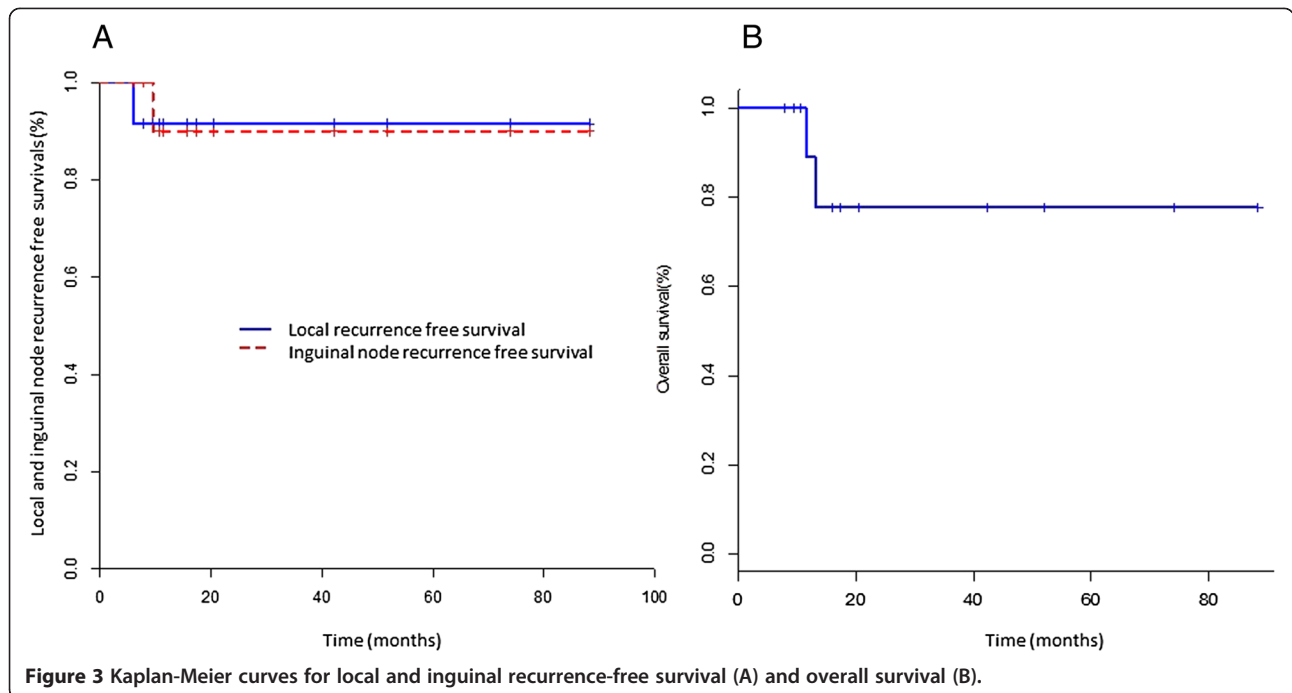 A
B
Local and inguinal node recurrence free survivals(%)
1.0
0.8
0.6
0.4
0.2
0.0
Local recurrence free survival
Inguinal node recurrence free survival
0 20 40 60 80 100
Time (months)
Overall survival(%)
1.0
0.8
0.6
0.4
0.2
0.0
0 20 40 60 80
Time (months)
Figure 3 Kaplan-Meier curves for local and inguinal recurrence-free survival (A) and overall survival (B).